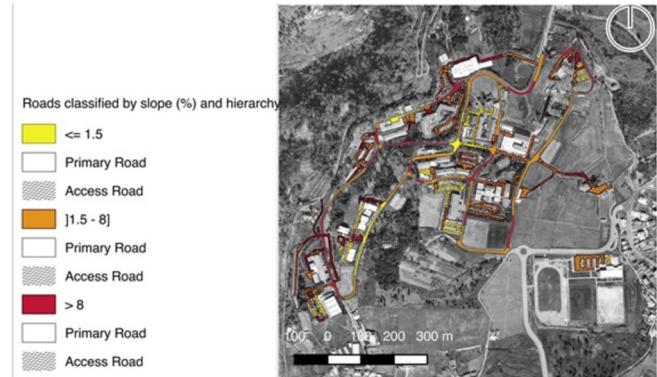 Roads classified by slope (%) and hierarchy
<= 1.5
Primary Road
Access Road
]1.5 - 8]
Primary Road
Access Road
> 8
Primary Road
Access Road
100 0 100 200 300 m